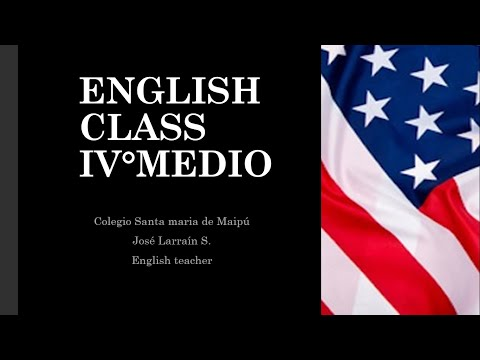 ENGLISH
CLASS
IV°MEDIO
Colegio Santa maria de Maipú
José Larraín S.
English teacher